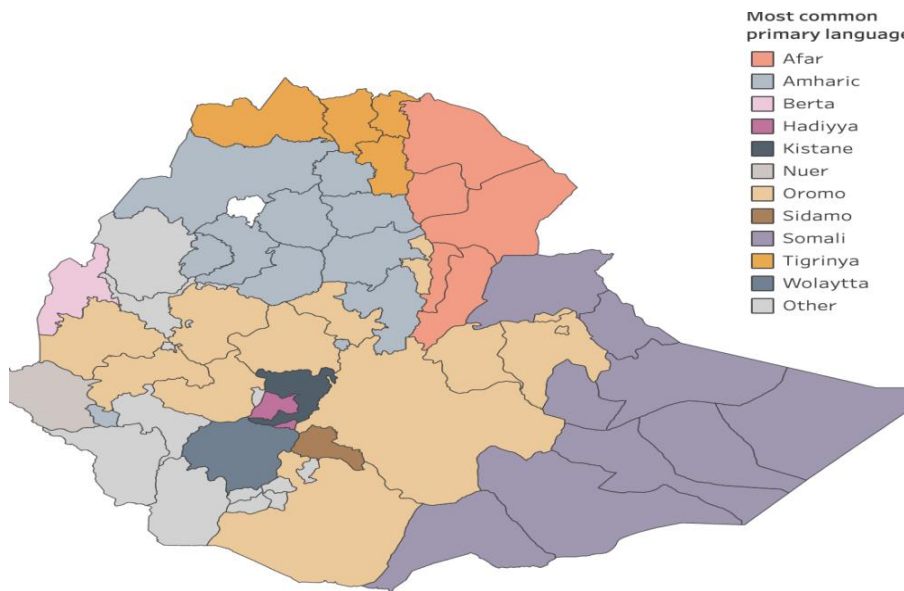 Most common
primary language
Afar
Amharic
Berta
Hadiyya
Kistane
Nuer
Oromo
Sidamo
Somali
Tigrinya
Wolaytta
Other